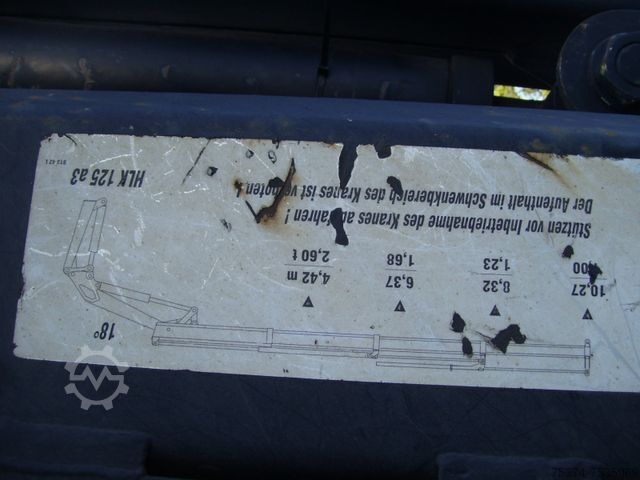 18°
10,27 8,32 6,37 4,42 m
1,23 1,68 2,60 t
Stützen vor Inbetriebnahme des Kranes abfahren !
Der Aufenthalt im Schwenkbereich des Kranes ist verboten !
HLK 125 a3